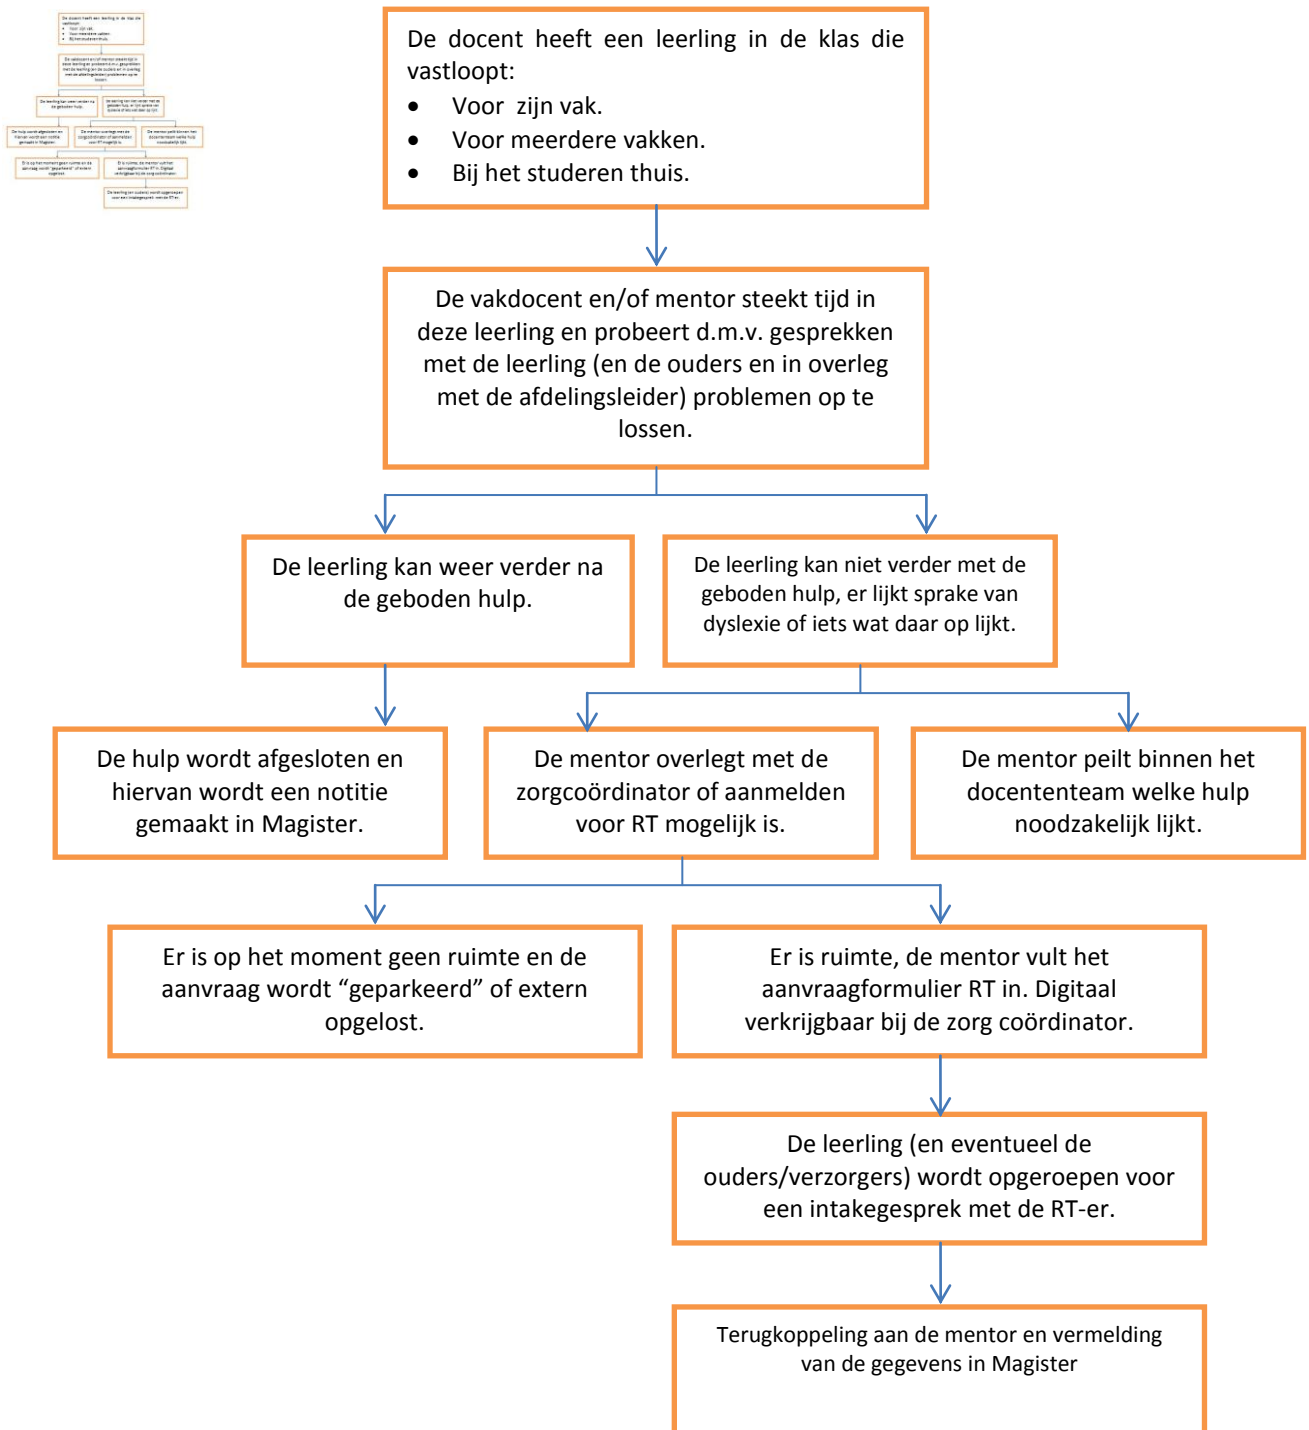 De docent heeft een leerling in de klas die
vastloopt:
• Voor zijn vak.
• Voor meerdere vakken.
• Bij het studeren thuis.
De vakdocent en/of mentor steekt tijd in
deze leerling en probeert d.m.v. gesprekken
met de leerling (en de ouders en in overleg
met de afdelingsleider) problemen op te
lossen.
De leerling kan weer verder na
de geboden hulp.
De leerling kan niet verder met de
geboden hulp, er lijkt sprake van
dyslexie of iets wat daar op lijkt.
De hulp wordt afgesloten en
hiervan wordt een notitie
gemaakt in Magister.
De mentor overlegt met de
zorgcoördinator of aanmelden
voor RT mogelijk is.
De mentor peilt binnen het
docententeam welke hulp
noodzakelijk lijkt.
Er is op het moment geen ruimte en de
aanvraag wordt “geparkeerd” of extern
opgelost.
Er is ruimte, de mentor vult het
aanvraagformulier RT in. Digitaal
verkrijgbaar bij de zorg coördinator.
De leerling (en eventueel de
ouders/verzorgers) wordt opgeroepen voor
een intakegesprek met de RT-er.
Terugkoppeling aan de mentor en vermelding
van de gegevens in Magister